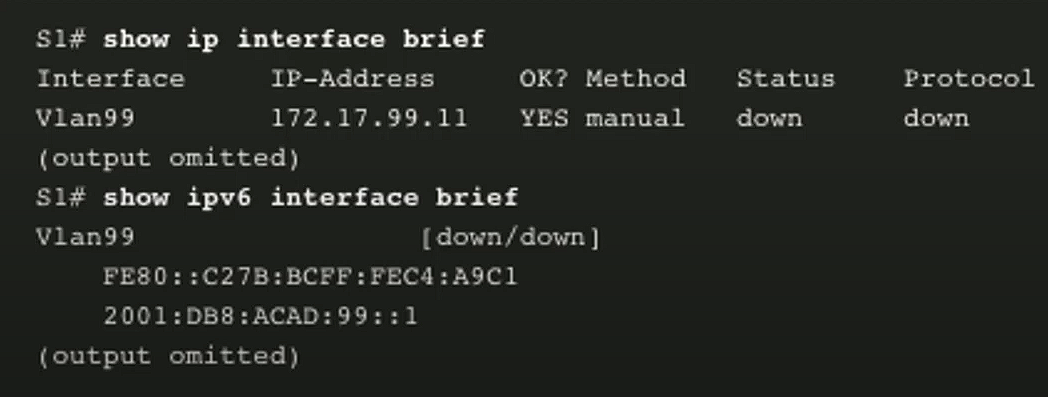 S1# show ip interface brief
Interface IP-Address OK? Method Status Protocol
Vlan99 172.17.99.11 YES manual down down
(output omitted)
S1# show ipv6 interface brief
Vlan99 [down/down]
FE80::C27B:BCFF:FEC4:A9C1
2001:DB8:ACAD:99::1
(output omitted)